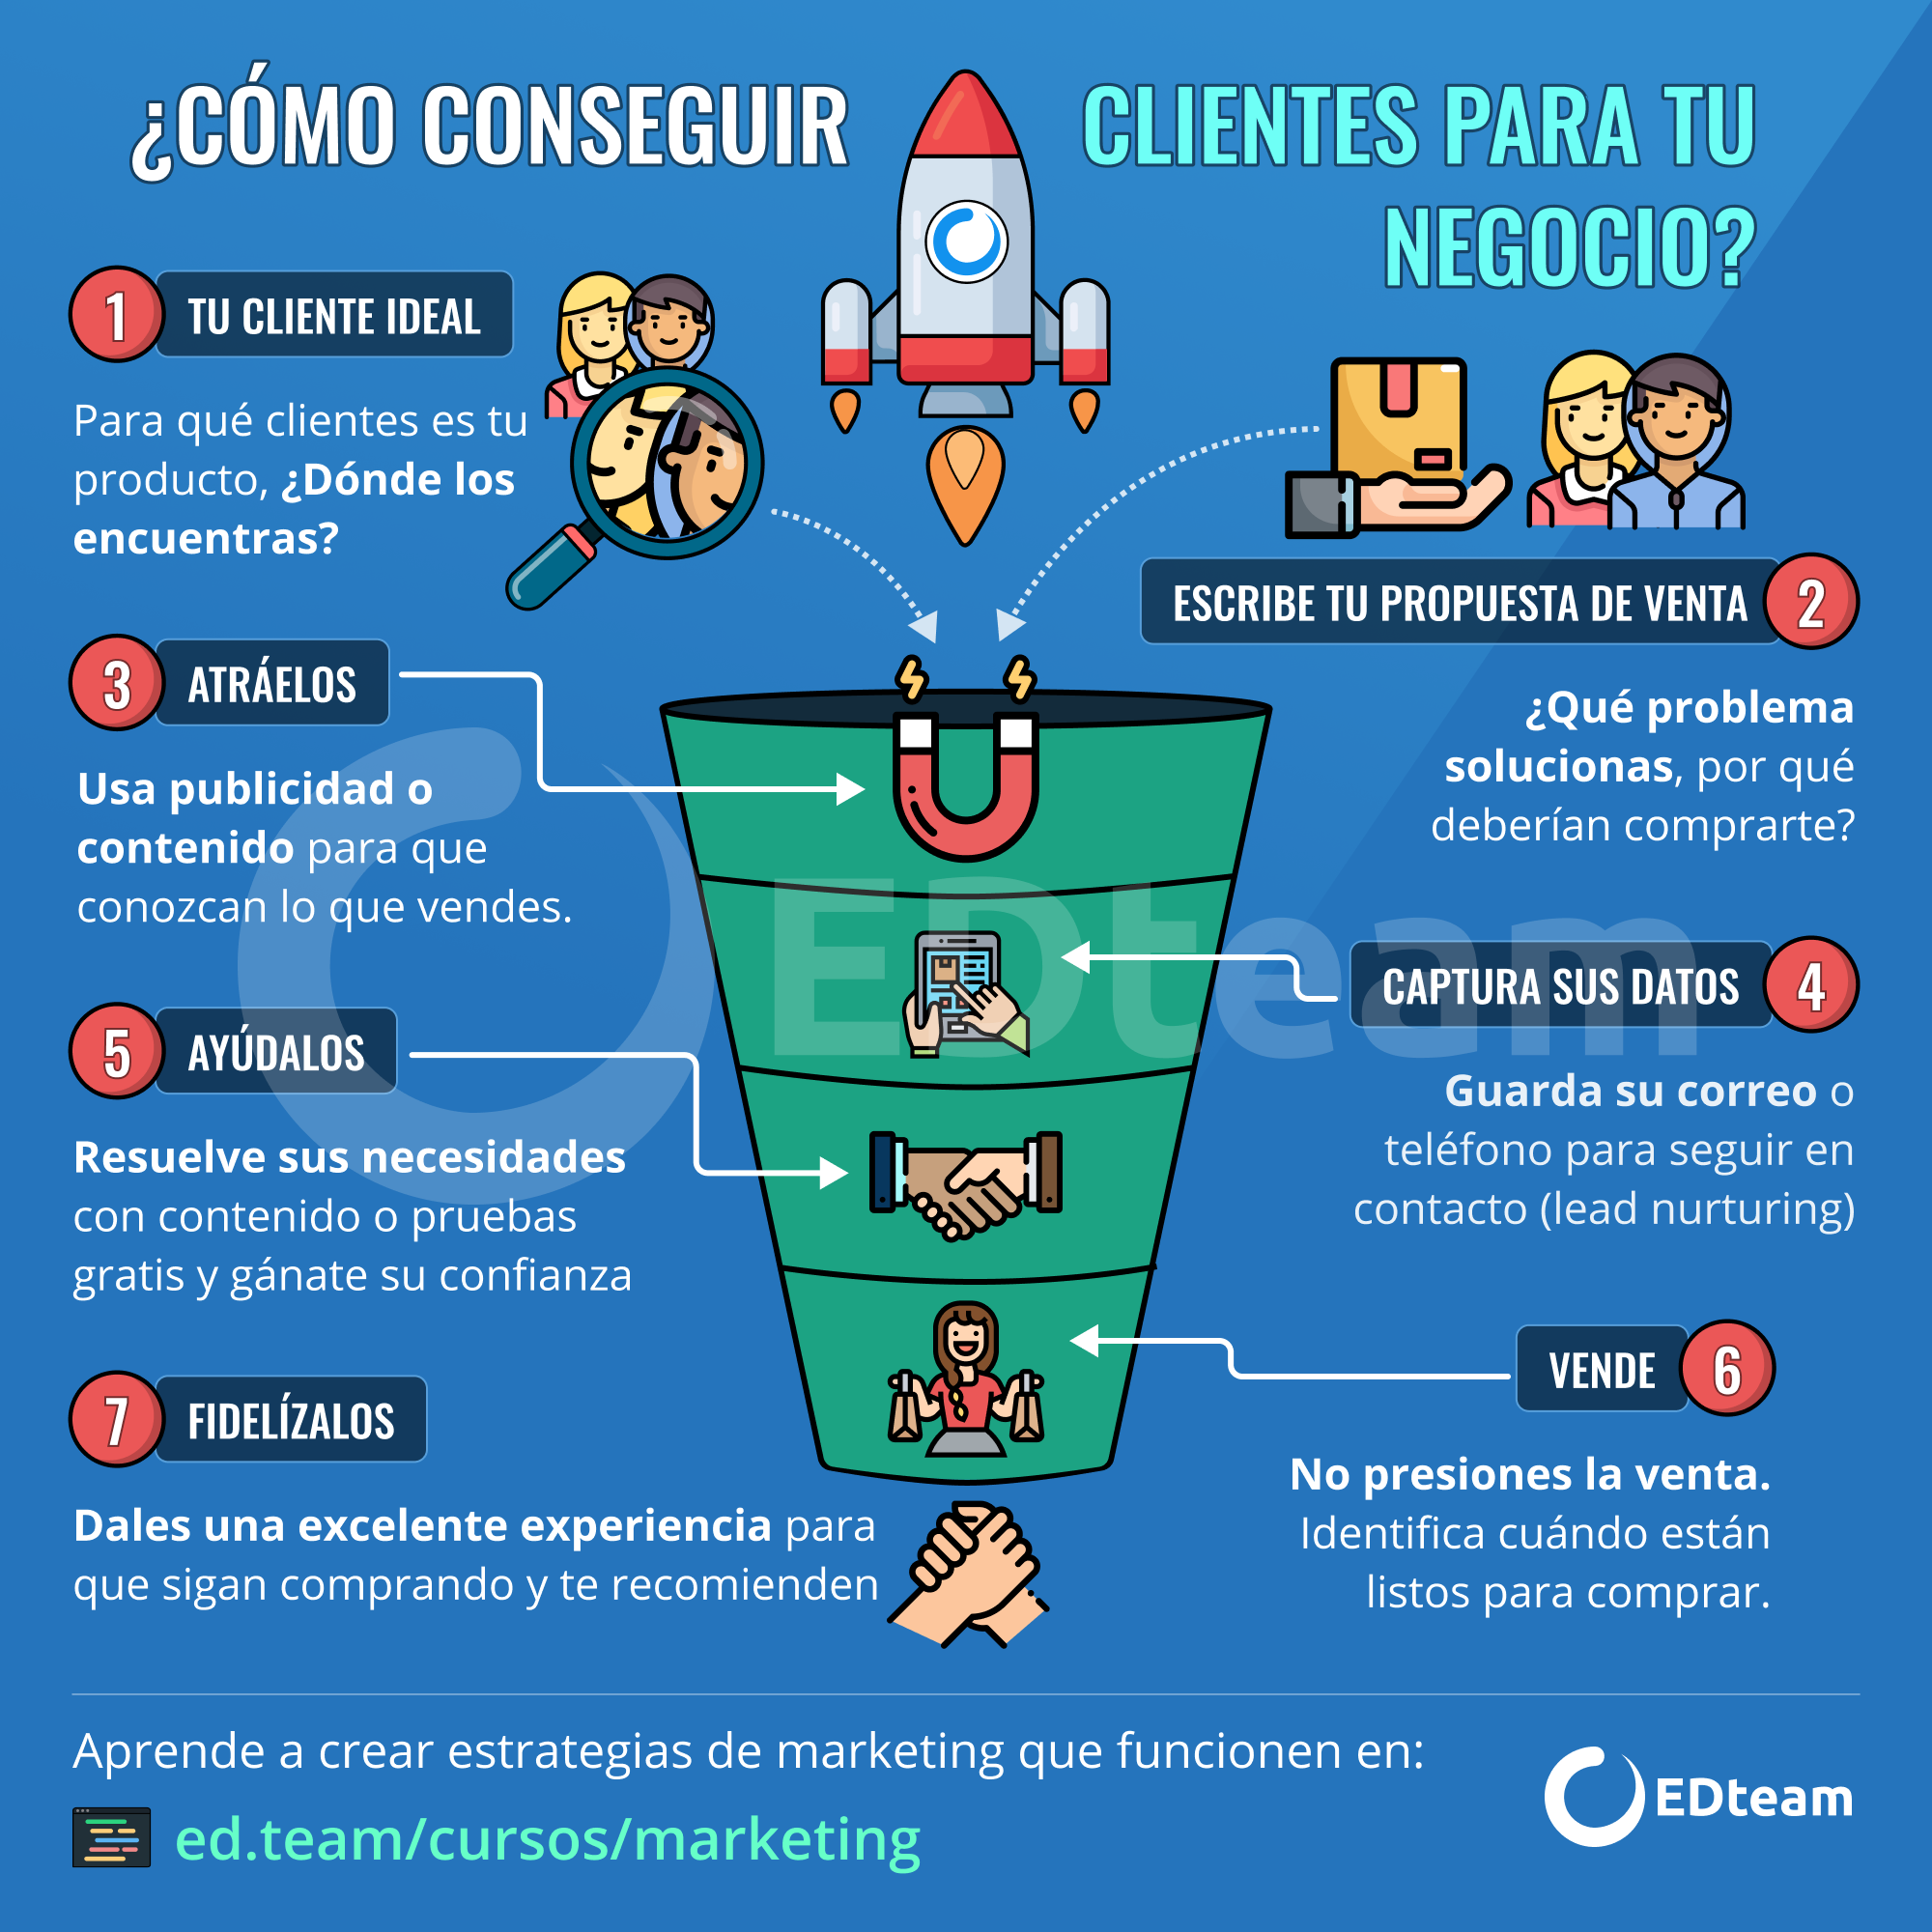 ¿CÓMO CONSEGUIR
CLIENTES PARA TU
NEGOCIO?
1
TU CLIENTE IDEAL
Para qué clientes es tu
producto, ¿Dónde los
encuentras?
2
ESCRIBE TU PROPUESTA DE VENTA
¿Qué problema
solucionas, por qué
deberían comprarte?
3
ATRÁELOS
Usa publicidad o
contenido para que
conozcan lo que vendes.
4
CAPTURA SUS DATOS
Guarda su correo o
teléfono para seguir en
contacto (lead nurturing)
5
AYÚDALOS
Resuelve sus necesidades
con contenido o pruebas
gratis y gánate su confianza
6
VENDE
No presiones la venta.
Identifica cuándo están
listos para comprar.
7
FIDELÍZALOS
Dales una excelente experiencia para
que sigan comprando y te recomienden
EDteam
Aprende a crear estrategias de marketing que funcionen en:
ed.team/cursos/marketing
EDteam